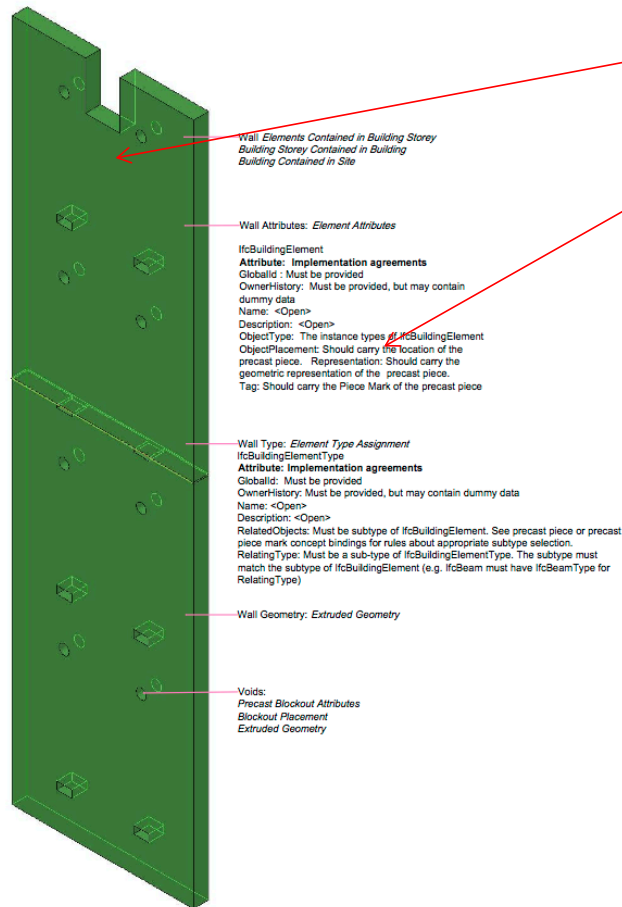 Wall Elements Contained in Building Storey
Building Storey Contained in Building
Building Contained in Site
Wall Attributes: Element Attributes
IfcBuildingElement
Attribute: Implementation agreements
GlobalId : Must be provided
OwnerHistory: Must be provided, but may contain
dummy data
Name: <Open>
Description: <Open>
ObjectType: The instance types of IfcBuildingElement
ObjectPlacement: Should carry the location of the
precast piece. Representation: Should carry the
geometric representation of the precast piece.
Tag: Should carry the Piece Mark of the precast piece
Wall Type: Element Type Assignment
IfcBuildingElementType
Attribute: Implementation agreements
GlobalId: Must be provided
OwnerHistory: Must be provided, but may contain dummy data
Name: <Open>
Description: <Open>
RelatedObjects: Must be subtype of IfcBuildingElement. See precast piece or precast
piece mark concept bindings for rules about appropriate subtype selection.
RelatingType: Must be a sub-type of IfcBuildingElementType. The subtype must
match the subtype of IfcBuildingElement (e.g. IfcBeam must have IfcBeamType for
RelatingType)
Wall Geometry: Extruded Geometry
Voids:
Precast Blockout Attributes
Blockout Placement
Extruded Geometry